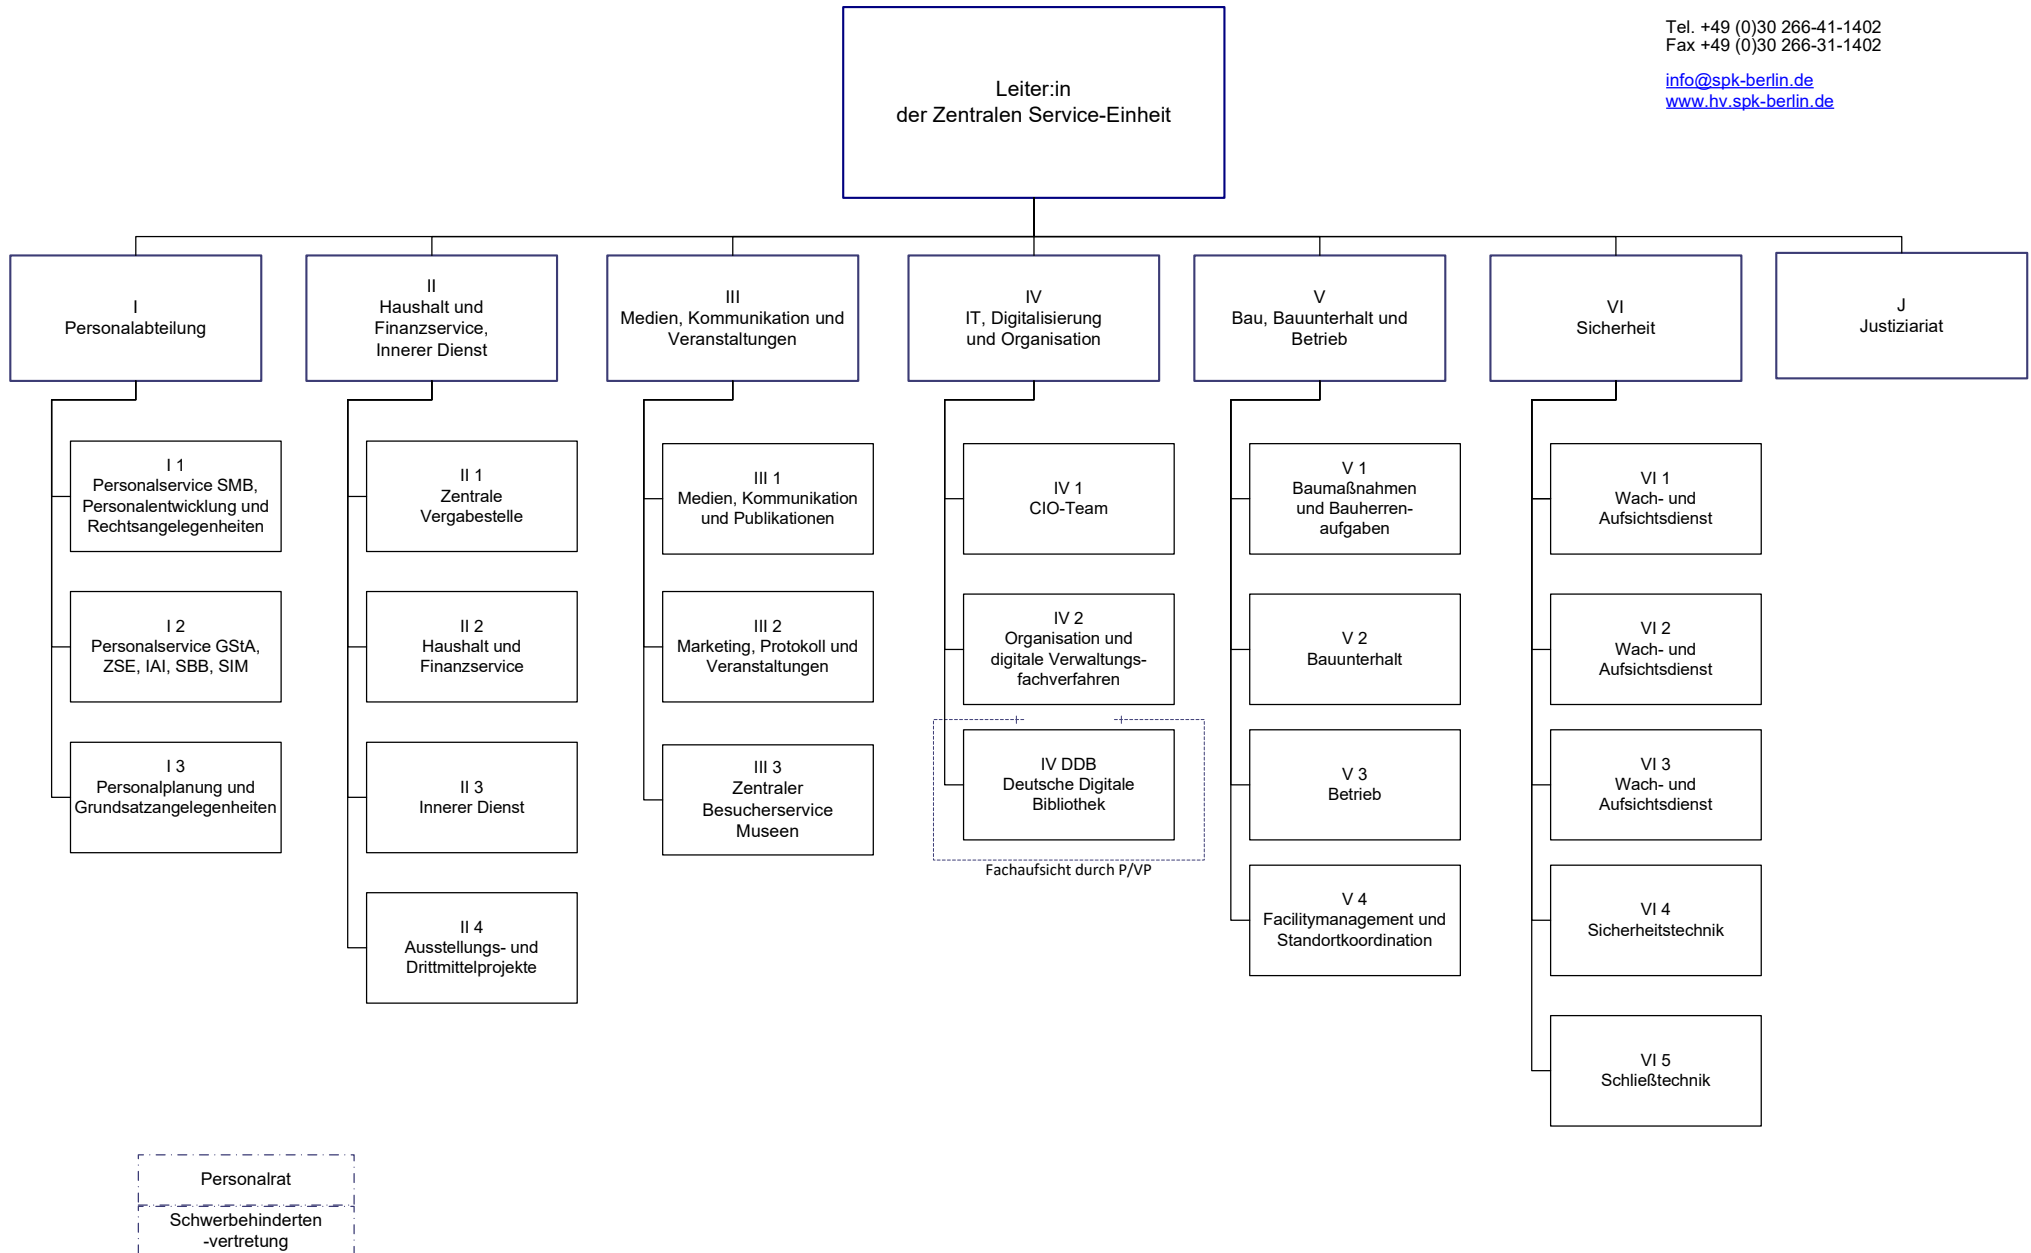 Tel. +49 (0)30 266-41-1402
Fax +49 (0)30 266-31-1402
info@spk-berlin.de
www.hv.spk-berlin.de
Leiter:in
der Zentralen Service-Einheit
I
Personalabteilung
II
Haushalt und
Finanzservice,
Innerer Dienst
III
Medien, Kommunikation und
Veranstaltungen
IV
IT, Digitalisierung
und Organisation
V
Bau, Bauunterhalt und
Betrieb
VI
Sicherheit
J
Justiziariat
I 1
Personalservice SMB,
Personalentwicklung und
Rechtsangelegenheiten
I 2
Personalservice GStA,
ZSE, IAI, SBB, SIM
I 3
Personalplanung und
Grundsatzangelegenheiten
II 1
Zentrale
Vergabestelle
II 2
Haushalt und
Finanzservice
II 3
Innerer Dienst
II 4
Ausstellungs- und
Drittmittelprojekte
III 1
Medien, Kommunikation
und Publikationen
III 2
Marketing, Protokoll und
Veranstaltungen
III 3
Zentraler
Besucherservice
Museen
IV 1
CIO-Team
IV 2
Organisation und
digitale Verwaltungs-
fachverfahren
IV DDB
Deutsche Digitale
Bibliothek
Fachaufsicht durch P/VP
V 1
Baumaßnahmen
und Bauherren-
aufgaben
V 2
Bauunterhalt
V 3
Betrieb
V 4
Facilitymanagement und
Standortkoordination
VI 1
Wach- und
Aufsichtsdienst
VI 2
Wach- und
Aufsichtsdienst
VI 3
Wach- und
Aufsichtsdienst
VI 4
Sicherheitstechnik
VI 5
Schließtechnik
Personalrat
Schwerbehinderten
-vertretung